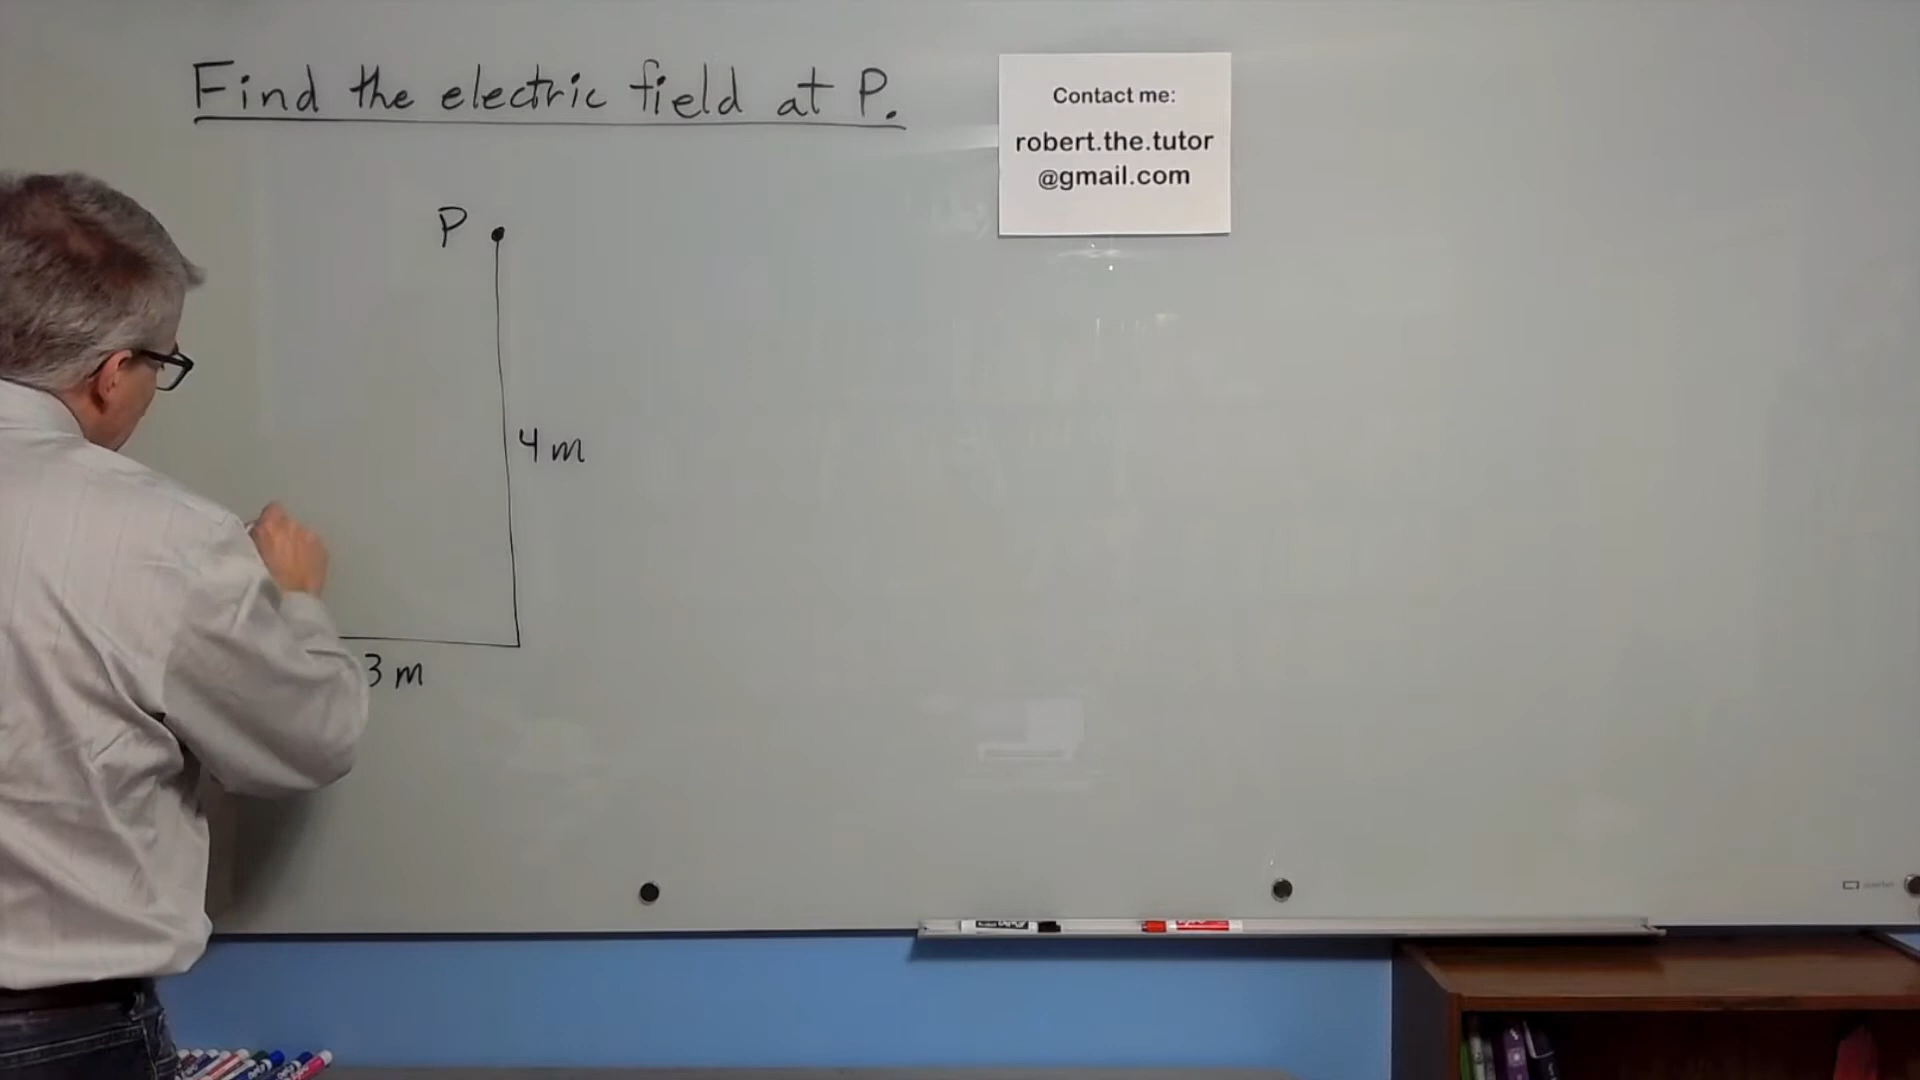 Find the electric field at P.
Contact me:
robert.the.tutor
@gmail.com
P
4 m
3 m